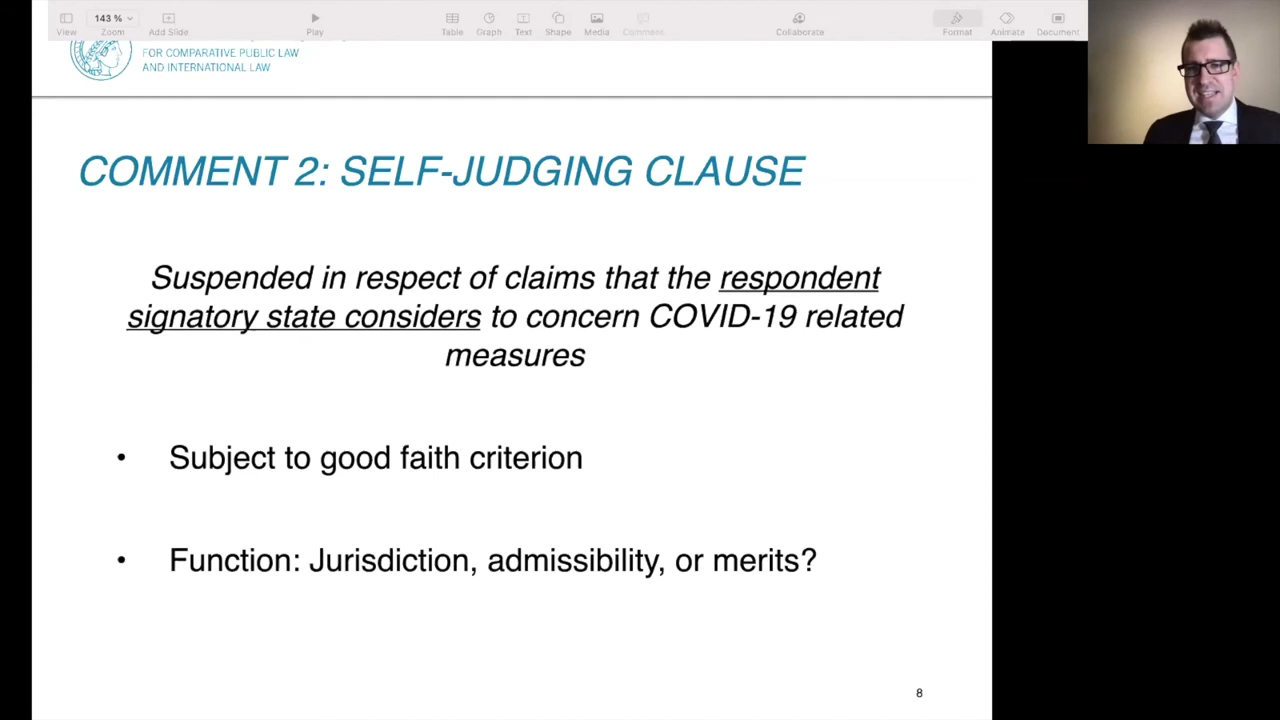 143 %
View
Zoom
Add Slide
Play
Table
Graph
Text
Shape
Media
Comment
Collaborate
Format
Animate
Document
FOR COMPARATIVE PUBLIC LAW
AND INTERNATIONAL LAW
COMMENT 2: SELF-JUDGING CLAUSE
Suspended in respect of claims that the respondent
signatory state considers to concern COVID-19 related
measures
• Subject to good faith criterion
• Function: Jurisdiction, admissibility, or merits?
8